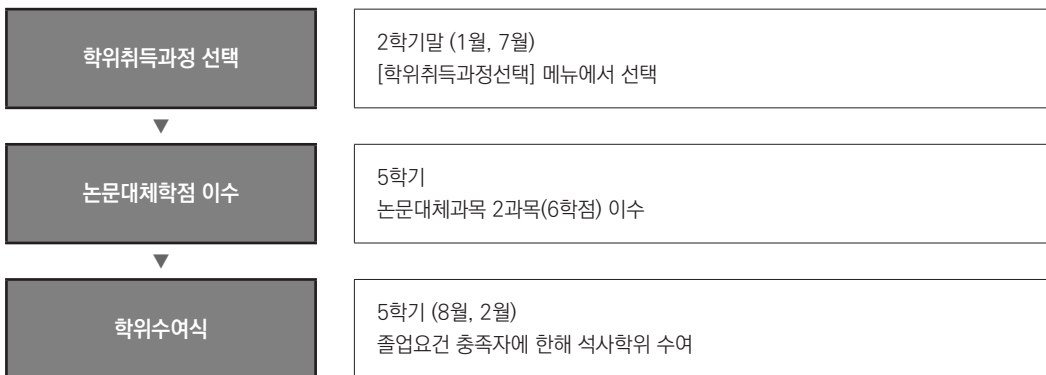 학위취득과정 선택
2학기말 (1월, 7월)
[학위취득과정선택] 메뉴에서 선택
▼
논문대체학점 이수
5학기
논문대체과목 2과목(6학점) 이수
▼
학위수여식
5학기 (8월, 2월)
졸업요건 충족자에 한해 석사학위 수여